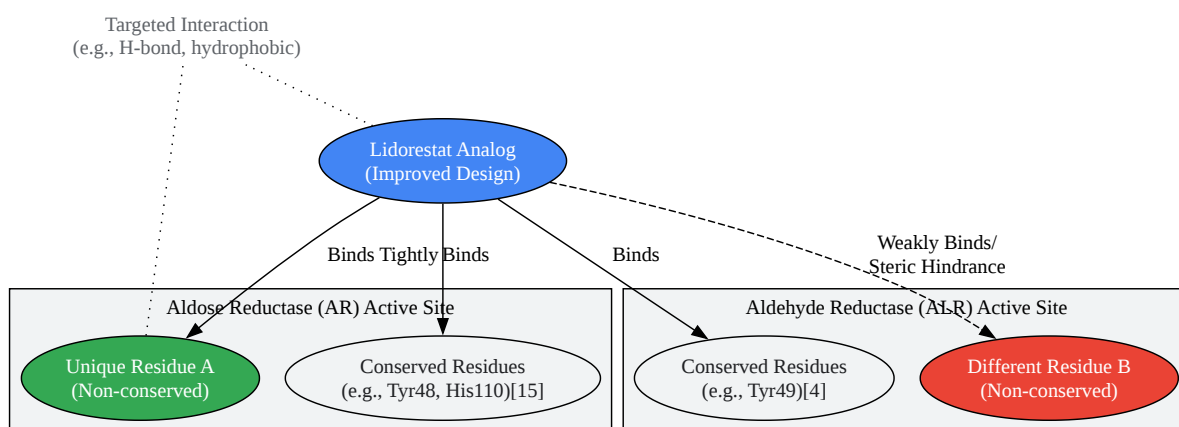 Targeted Interaction
(e.g., H-bond, hydrophobic)
Lidorestat Analog
(Improved Design)
Binds Tightly
Binds
Binds
Weakly Binds/
Steric Hindrance
Aldose Reductase (AR) Active Site
Aldehyde Reductase (ALR) Active Site
Unique Residue A
(Non-conserved)
Conserved Residues
(e.g., Tyr48, His110)[15]
Conserved Residues
(e.g., Tyr49)[4]
Different Residue B
(Non-conserved)